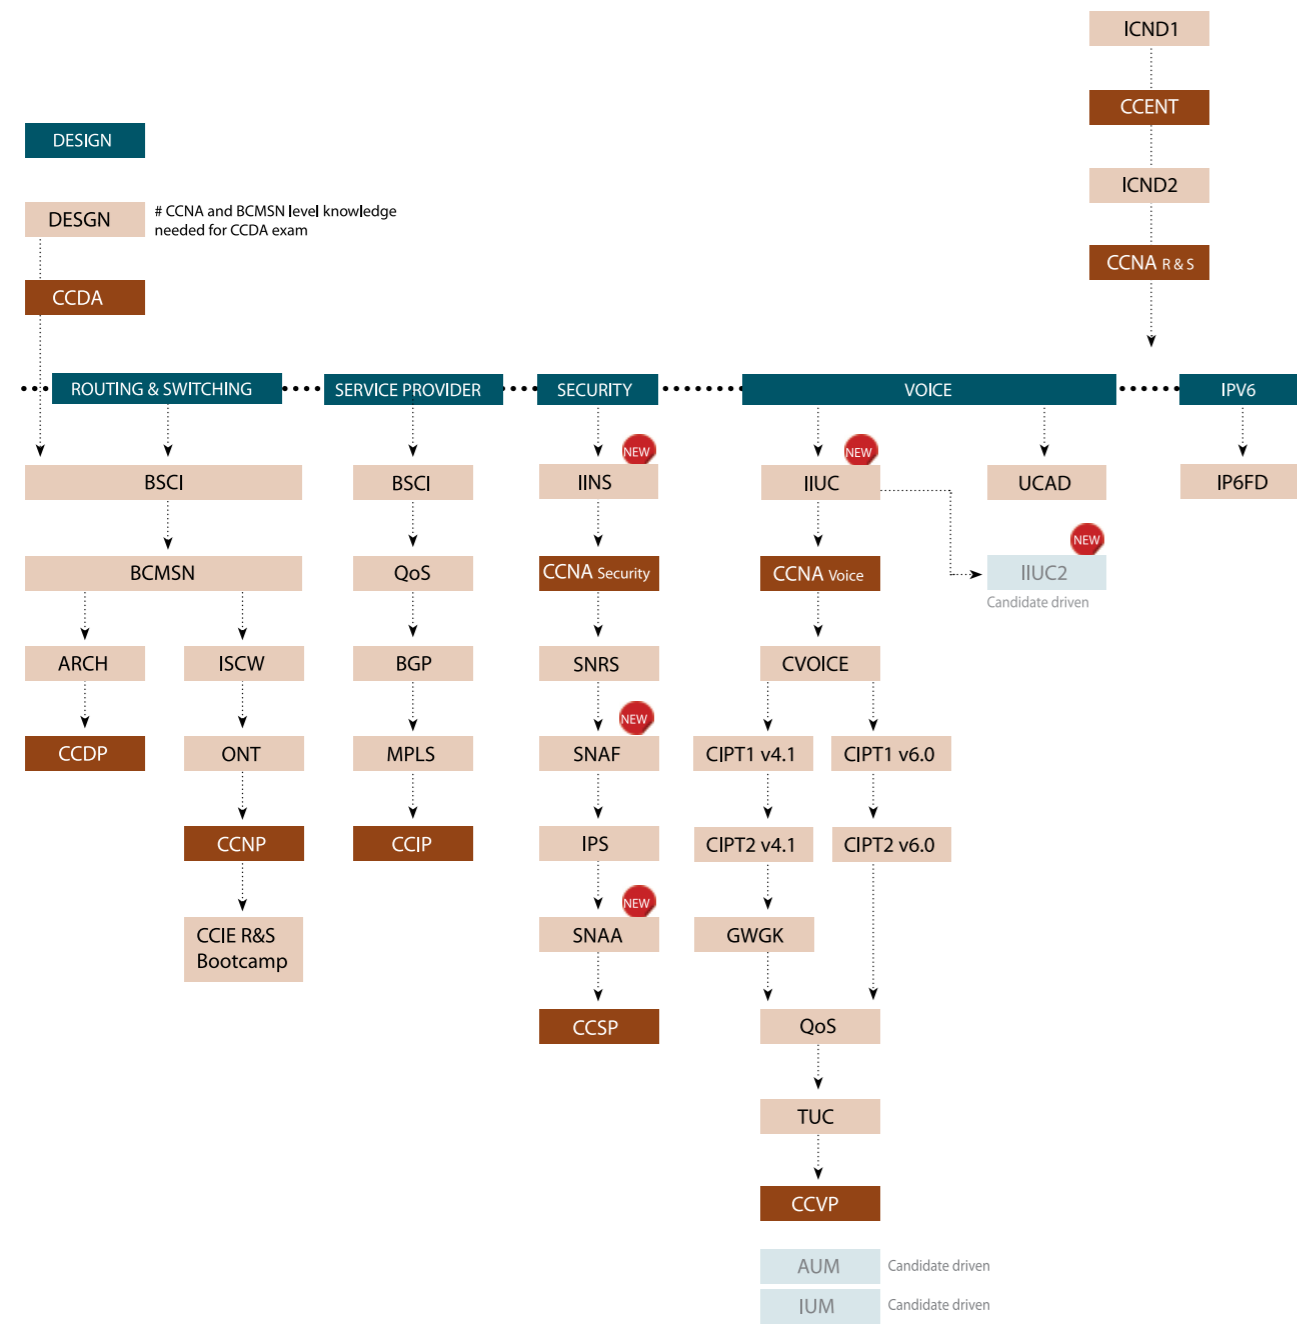 ICND1
CCENT
ICND2
CCNA R & S
DESIGN
DESGN
# CCNA and BCMSN level knowledge
needed for CCDA exam
CCDA
ROUTING & SWITCHING
SERVICE PROVIDER
SECURITY
VOICE
IPV6
BSCI
BCMSN
ARCH
CCDP
ISCW
ONT
CCNP
CCIE R&S
Bootcamp
BSCI
QoS
BGP
MPLS
CCIP
NEW
IINS
CCNA Security
SNRS
NEW
SNAF
IPS
NEW
SNAA
CCSP
NEW
IIUC
CCNA Voice
CVOICE
CIPT1 v4.1
CIPT2 v4.1
GWGK
CIPT1 v6.0
CIPT2 v6.0
QoS
TUC
CCVP
AUM
Candidate driven
IUM
Candidate driven
UCAD
NEW
IIUC2
Candidate driven
IP6FD